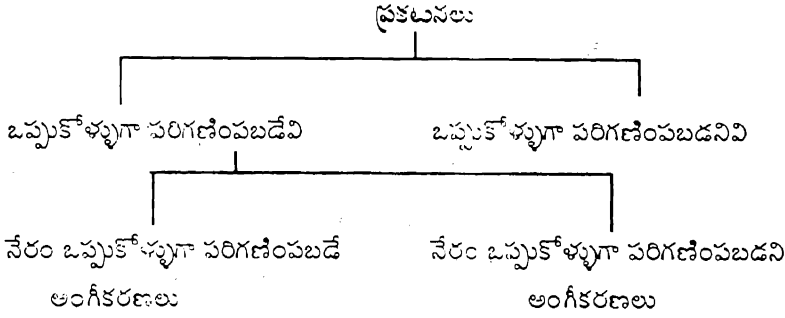 ప్రకటనలు
ఒప్పుకోళ్ళుగా పరిగణింపబడేవి
ఒప్పుకోళ్ళుగా పరిగణింపబడనివి
నేరం ఒప్పుకోళ్ళుగా పరిగణింపబడే
అంగీకరణలు
నేరం ఒప్పుకోళ్ళుగా పరిగణింపబడని
అంగీకరణలు